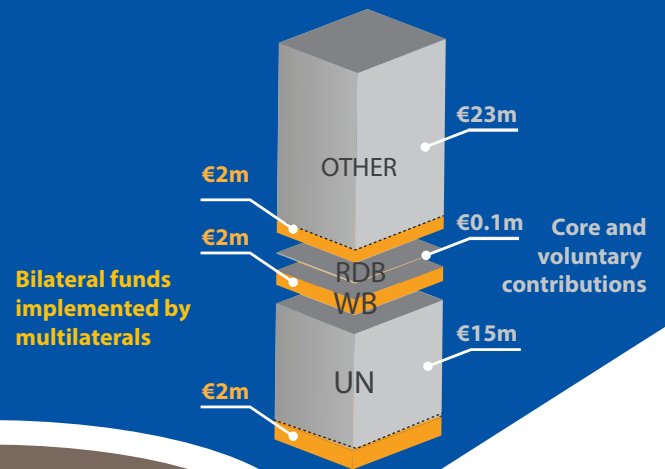 €23m
OTHER
€2m
€0.1m
Core and
voluntary
contributions
€2m
RDB
WB
Bilateral funds
implemented by
multilaterals
€15m
UN
€2m